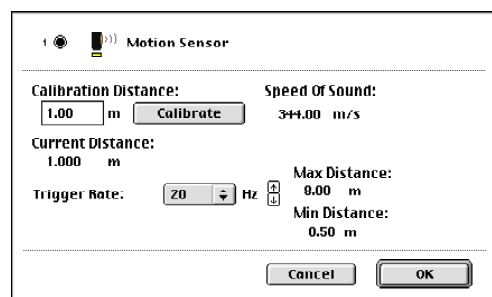 1 Motion Sensor
Calibration Distance:
Speed Of Sound:
1.00 m Calibrate
344.00 m/s
Current Distance:
1.000 m
Max Distance:
Trigger Rate: 20 Hz
8.00 m
Min Distance:
0.50 m
Cancel OK